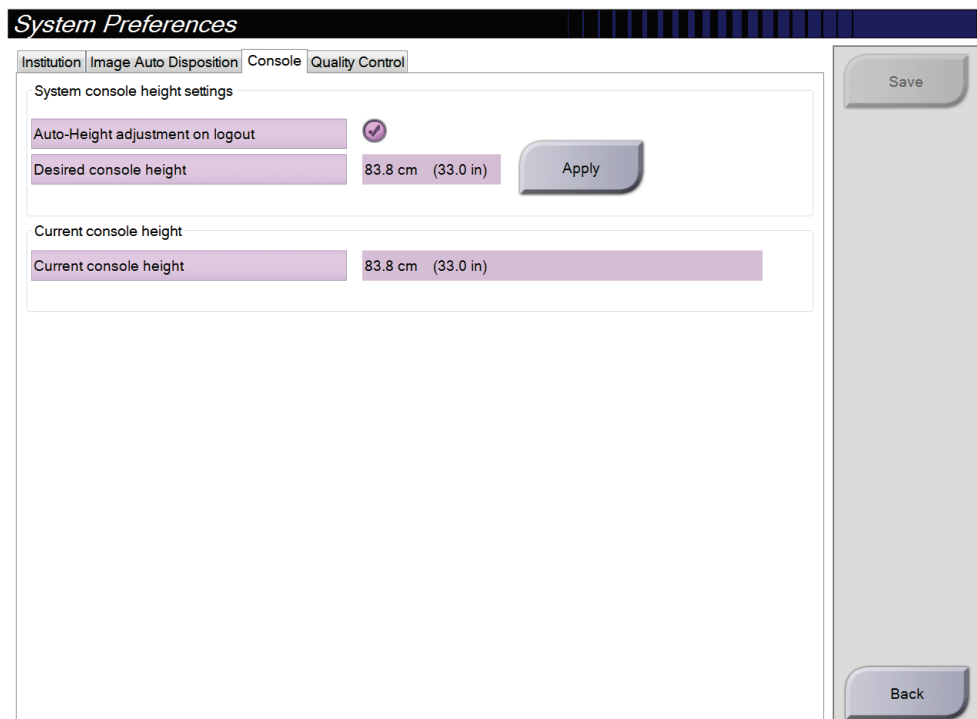 System Preferences
Institution Image Auto Disposition Console Quality Control
Save
System console height settings
Auto-Height adjustment on logout
Desired console height 83.8 cm (33.0 in) Apply
Current console height
Current console height 83.8 cm (33.0 in)
Back